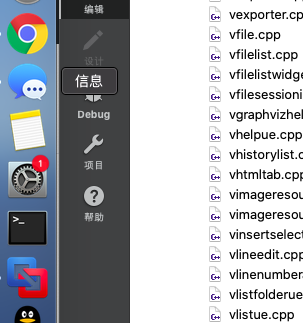 编辑
设计
信息
Debug
项目
帮助
1
>_
vexporter.cp
vfile.cpp
vfilelist.cpp
vfilelistwidge
vfilesessioni
vgraphvizhel
vhelpue.cpp
vhistorylist.c
vhtmltab.cpp
vimageresou
vimageresou
vinsertselect
vlineedit.cpp
vlinenumber
vlistfolderue
vlistue.cpp